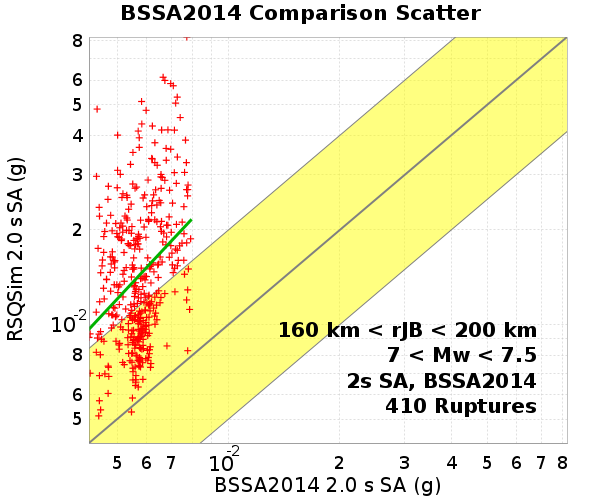 BSSA2014 Comparison Scatter
RSQSim 2.0 s SA (g)
8
6
5
4
3
2
10^-2
8
6
5
160 km < rJB < 200 km
7 < Mw < 7.5
2s SA, BSSA2014
410 Ruptures
5 6 7 10^-2 2 3 4 5 6 7 8
BSSA2014 2.0 s SA (g)